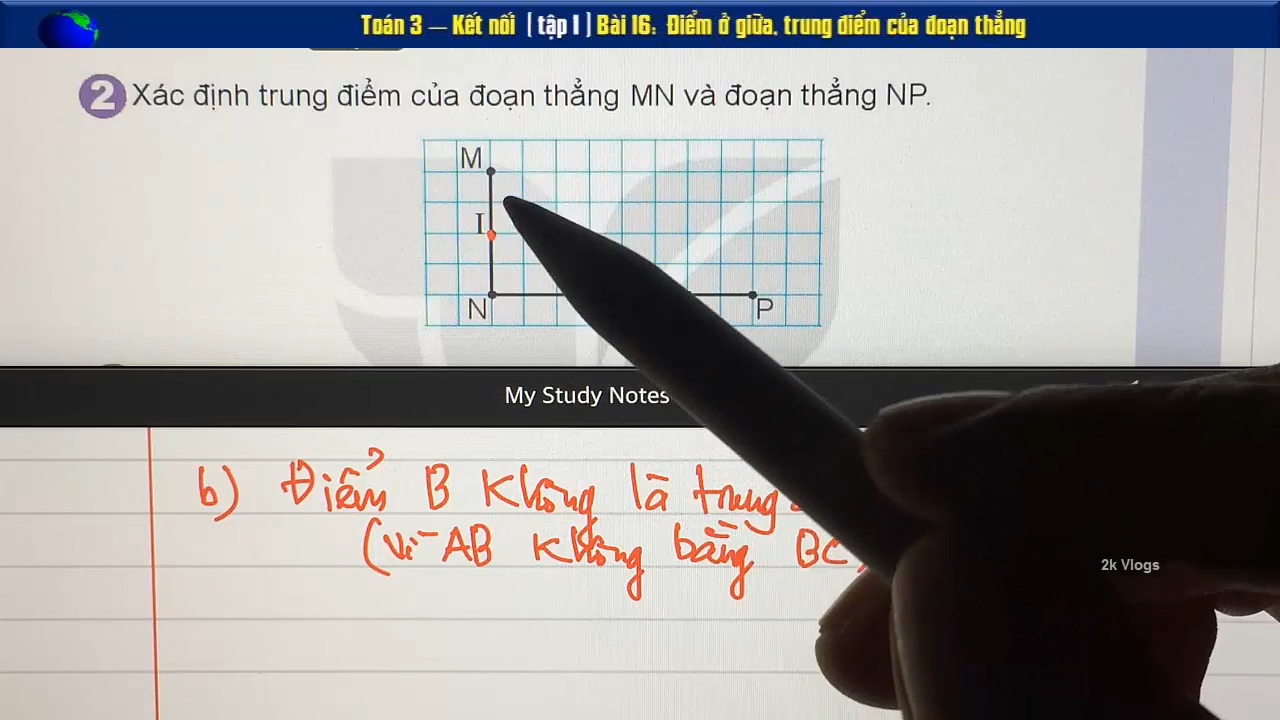 Toán 3 – Kết nối [ tập 1 ] Bài 16: Điểm ở giữa, trung điểm của đoạn thẳng
2 Xác định trung điểm của đoạn thẳng MN và đoạn thẳng NP.
M
I
N
P
My Study Notes
b) Điểm B không là trung
(vì AB không bằng BC
2k Vlogs